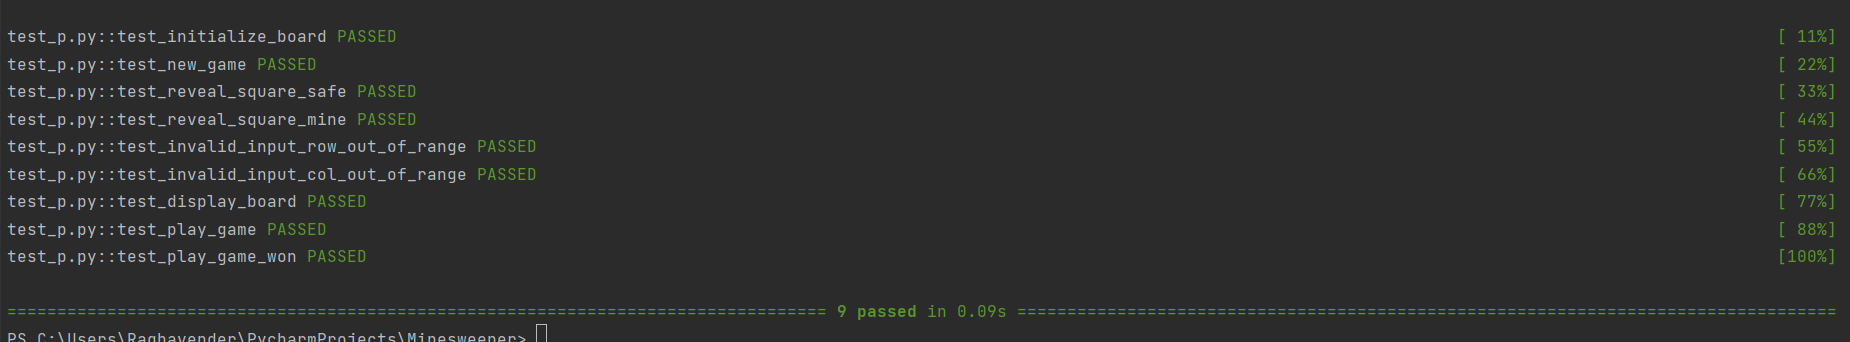 test_p.py::test_initialize_board PASSED [ 11%]
test_p.py::test_new_game PASSED [ 22%]
test_p.py::test_reveal_square_safe PASSED [ 33%]
test_p.py::test_reveal_square_mine PASSED [ 44%]
test_p.py::test_invalid_input_row_out_of_range PASSED [ 55%]
test_p.py::test_invalid_input_col_out_of_range PASSED [ 66%]
test_p.py::test_display_board PASSED [ 77%]
test_p.py::test_play_game PASSED [ 88%]
test_p.py::test_play_game_won PASSED [100%]
================================================================================== 9 passed in 0.09s ==================================================================================
PS C:\Users\Raghavender\PycharmProjects\Minesweeper>